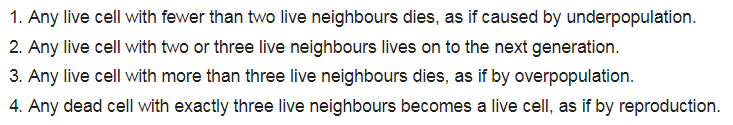 1. Any live cell with fewer than two live neighbours dies, as if caused by underpopulation.
2. Any live cell with two or three live neighbours lives on to the next generation.
3. Any live cell with more than three live neighbours dies, as if by overpopulation.
4. Any dead cell with exactly three live neighbours becomes a live cell, as if by reproduction.